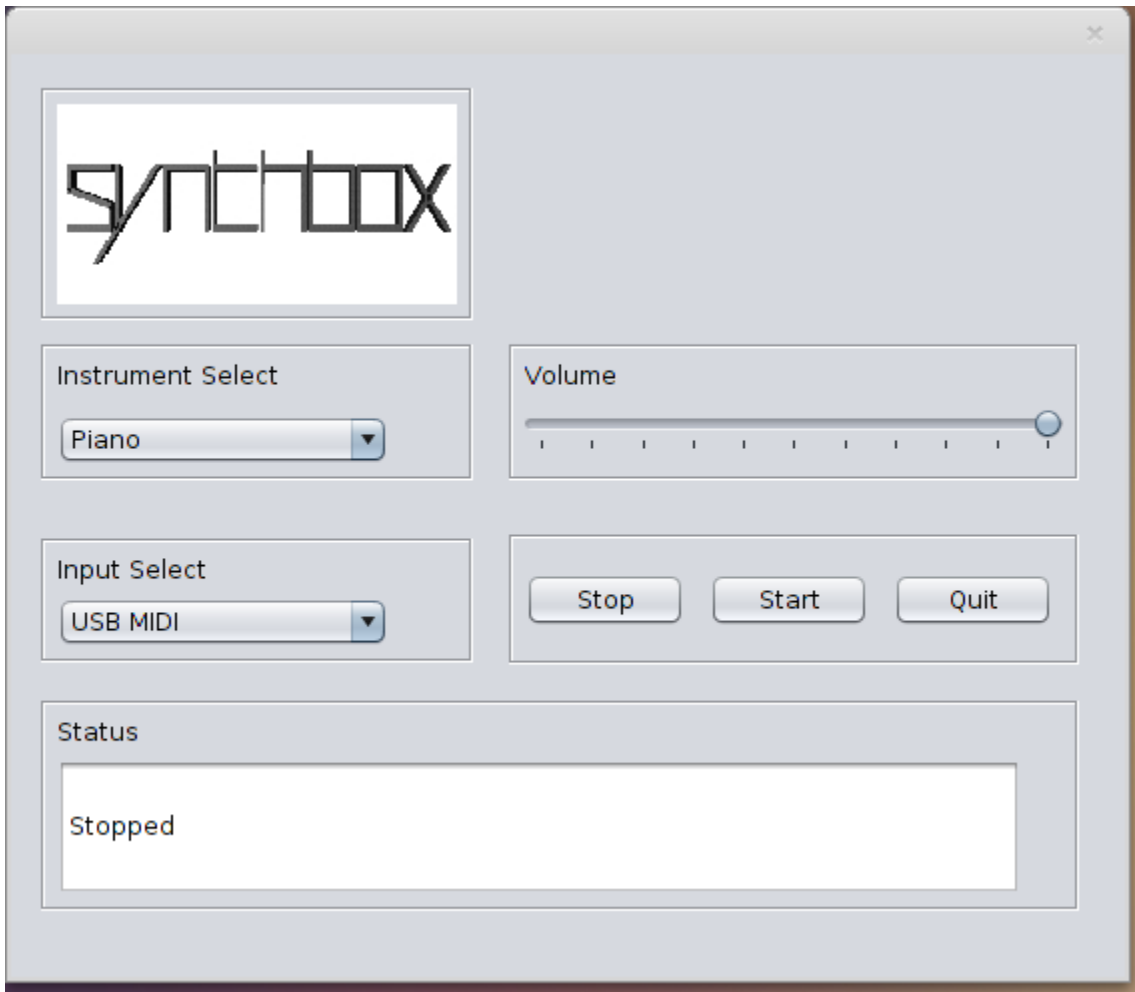 synthbox
Instrument Select
Piano
Volume
Input Select
USB MIDI
Stop
Start
Quit
Status
Stopped